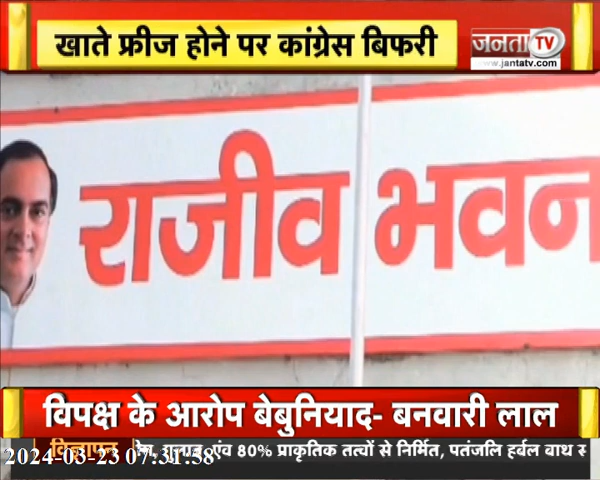 खाते फ्रीज होने पर कांग्रेस बिफरी
जनता TV
www.jantatv.com
राजीव भवन
विपक्ष के आरोप बेबुनियाद- बनवारी लाल
विज्ञापन
एंव 80% प्राकृतिक तत्वों से निर्मित, पतंजलि हर्बल बाथ
2024-03-23 07:31:58